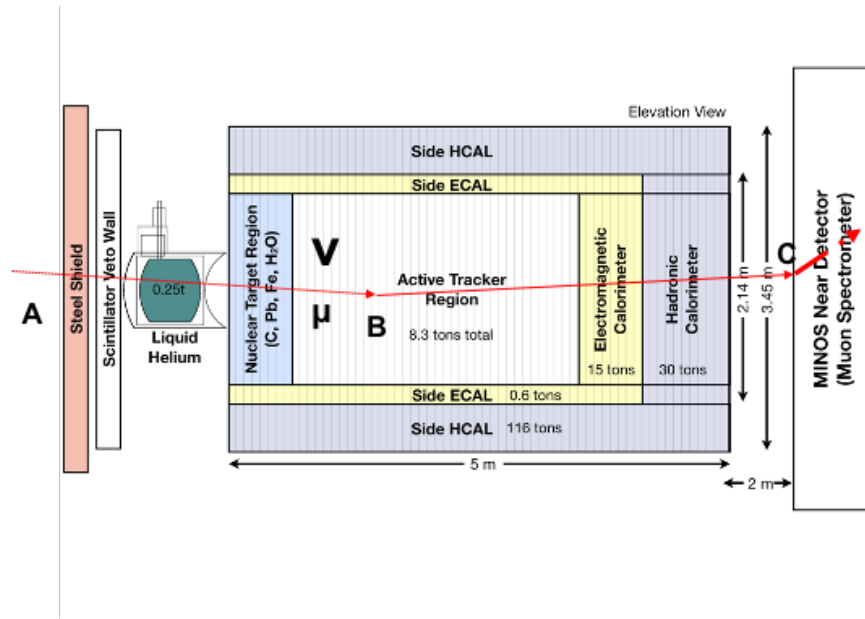 Elevation View
Side HCAL
Side ECAL
A
Steel Shield
Scintillator Veto Wall
0.25t
Liquid
Helium
Nuclear Target Region
(C, Pb, Fe, H₂O)
V
μ
B
Active Tracker
Region
8.3 tons total
Electromagnetic
Calorimeter
15 tons
Hadronic
Calorimeter
30 tons
2.14 m
3.45 m
C
MINOS Near Detector
(Muon Spectrometer)
Side ECAL 0.6 tons
Side HCAL 116 tons
5 m
2 m